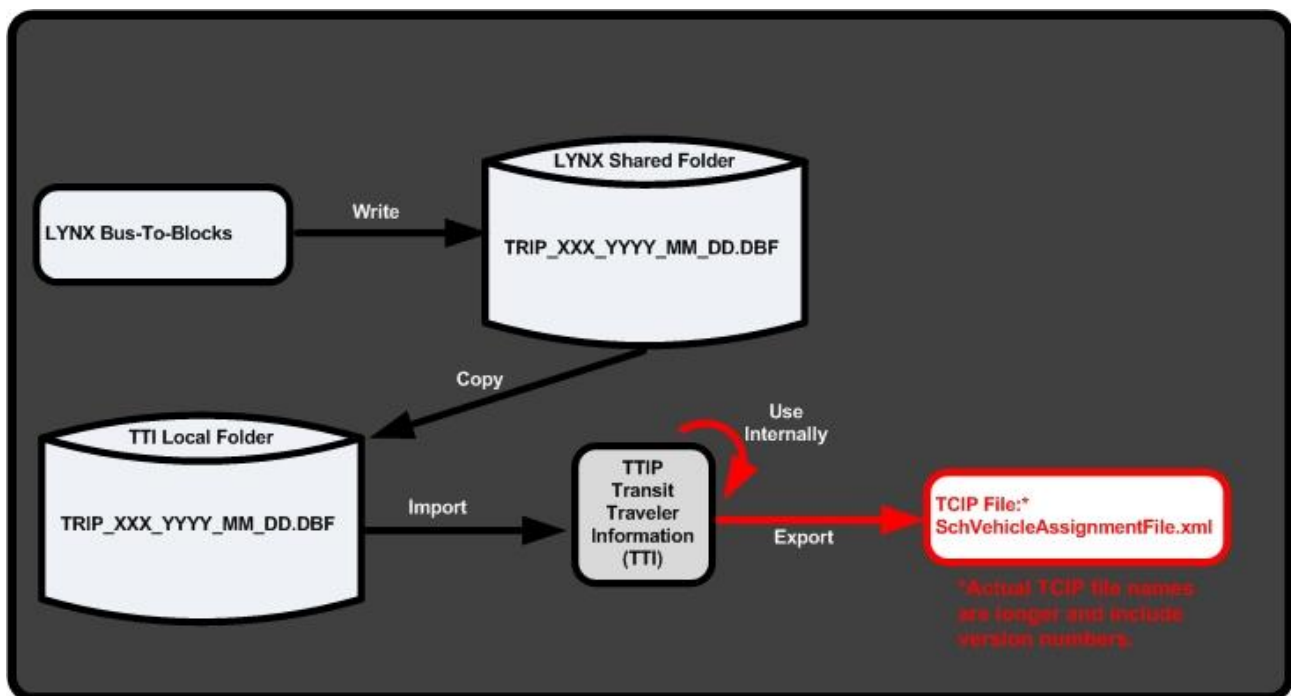 LYNX Shared Folder
LYNX Bus-To-Blocks
Write
TRIP_XXX_YYYY_MM_DD.DBF
Copy
TTI Local Folder
TRIP_XXX_YYYY_MM_DD.DBF
Import
TTIP
Transit
Traveler
Information
(TTI)
Use
Internally
Export
TCIP File:*
SchVehicleAssignmentFile.xml
*Actual TCIP file names
are longer and include
version numbers.